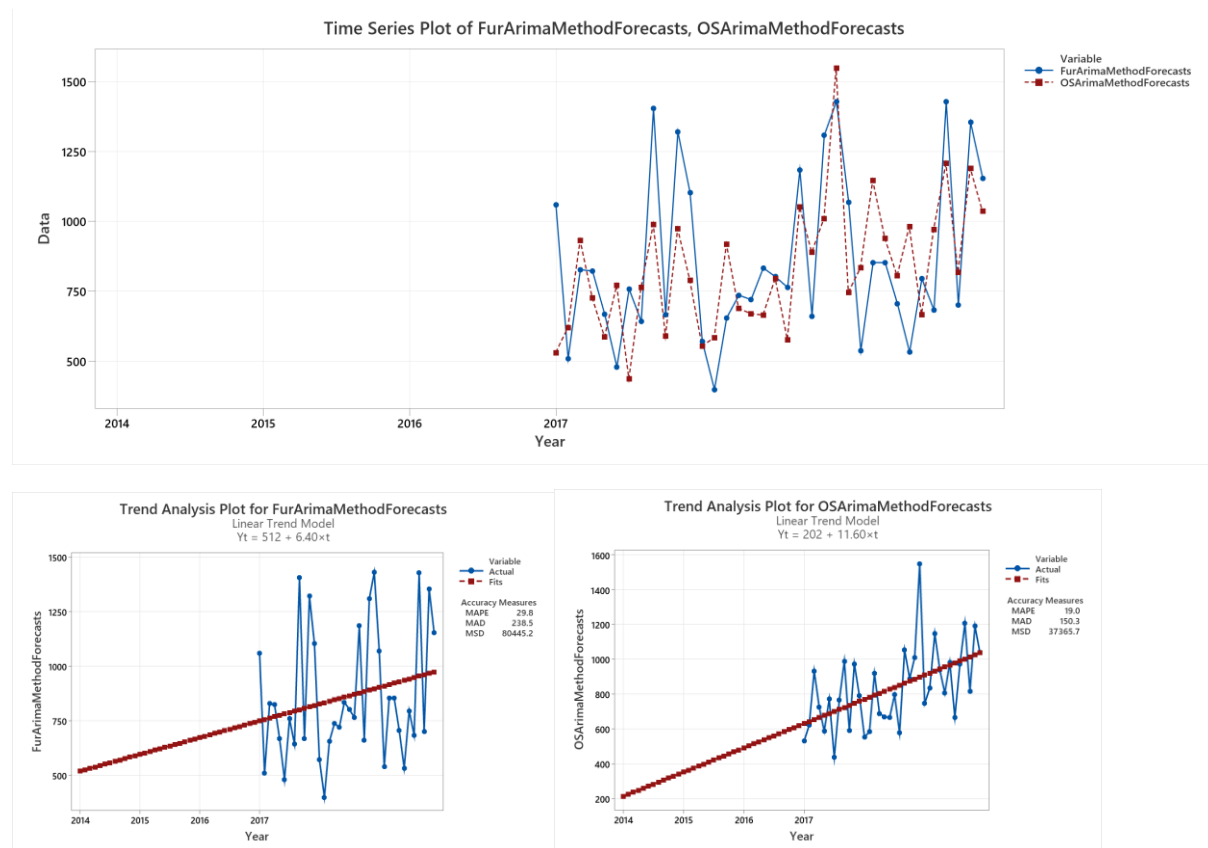 Time Series Plot of FurArimaMethodForecasts, OSArimaMethodForecasts
Variable
FurArimaMethodForecasts
OSArimaMethodForecasts
1500
1250
1000
750
500
Data
2014 2015 2016 2017
Year
Trend Analysis Plot for FurArimaMethodForecasts
Linear Trend Model
Yt = 512 + 6.40×t
Variable
Actual
Fits
Accuracy Measures
MAPE 29.8
MAD 238.5
MSD 80445.2
1500
1250
1000
750
500
FurArimaMethodForecasts
2014 2015 2016 2017
Year
Trend Analysis Plot for OSArimaMethodForecasts
Linear Trend Model
Yt = 202 + 11.60×t
Variable
Actual
Fits
Accuracy Measures
MAPE 19.0
MAD 150.3
MSD 37365.7
1600
1400
1200
1000
800
600
400
200
OSArimaMethodForecasts
2014 2015 2016 2017
Year